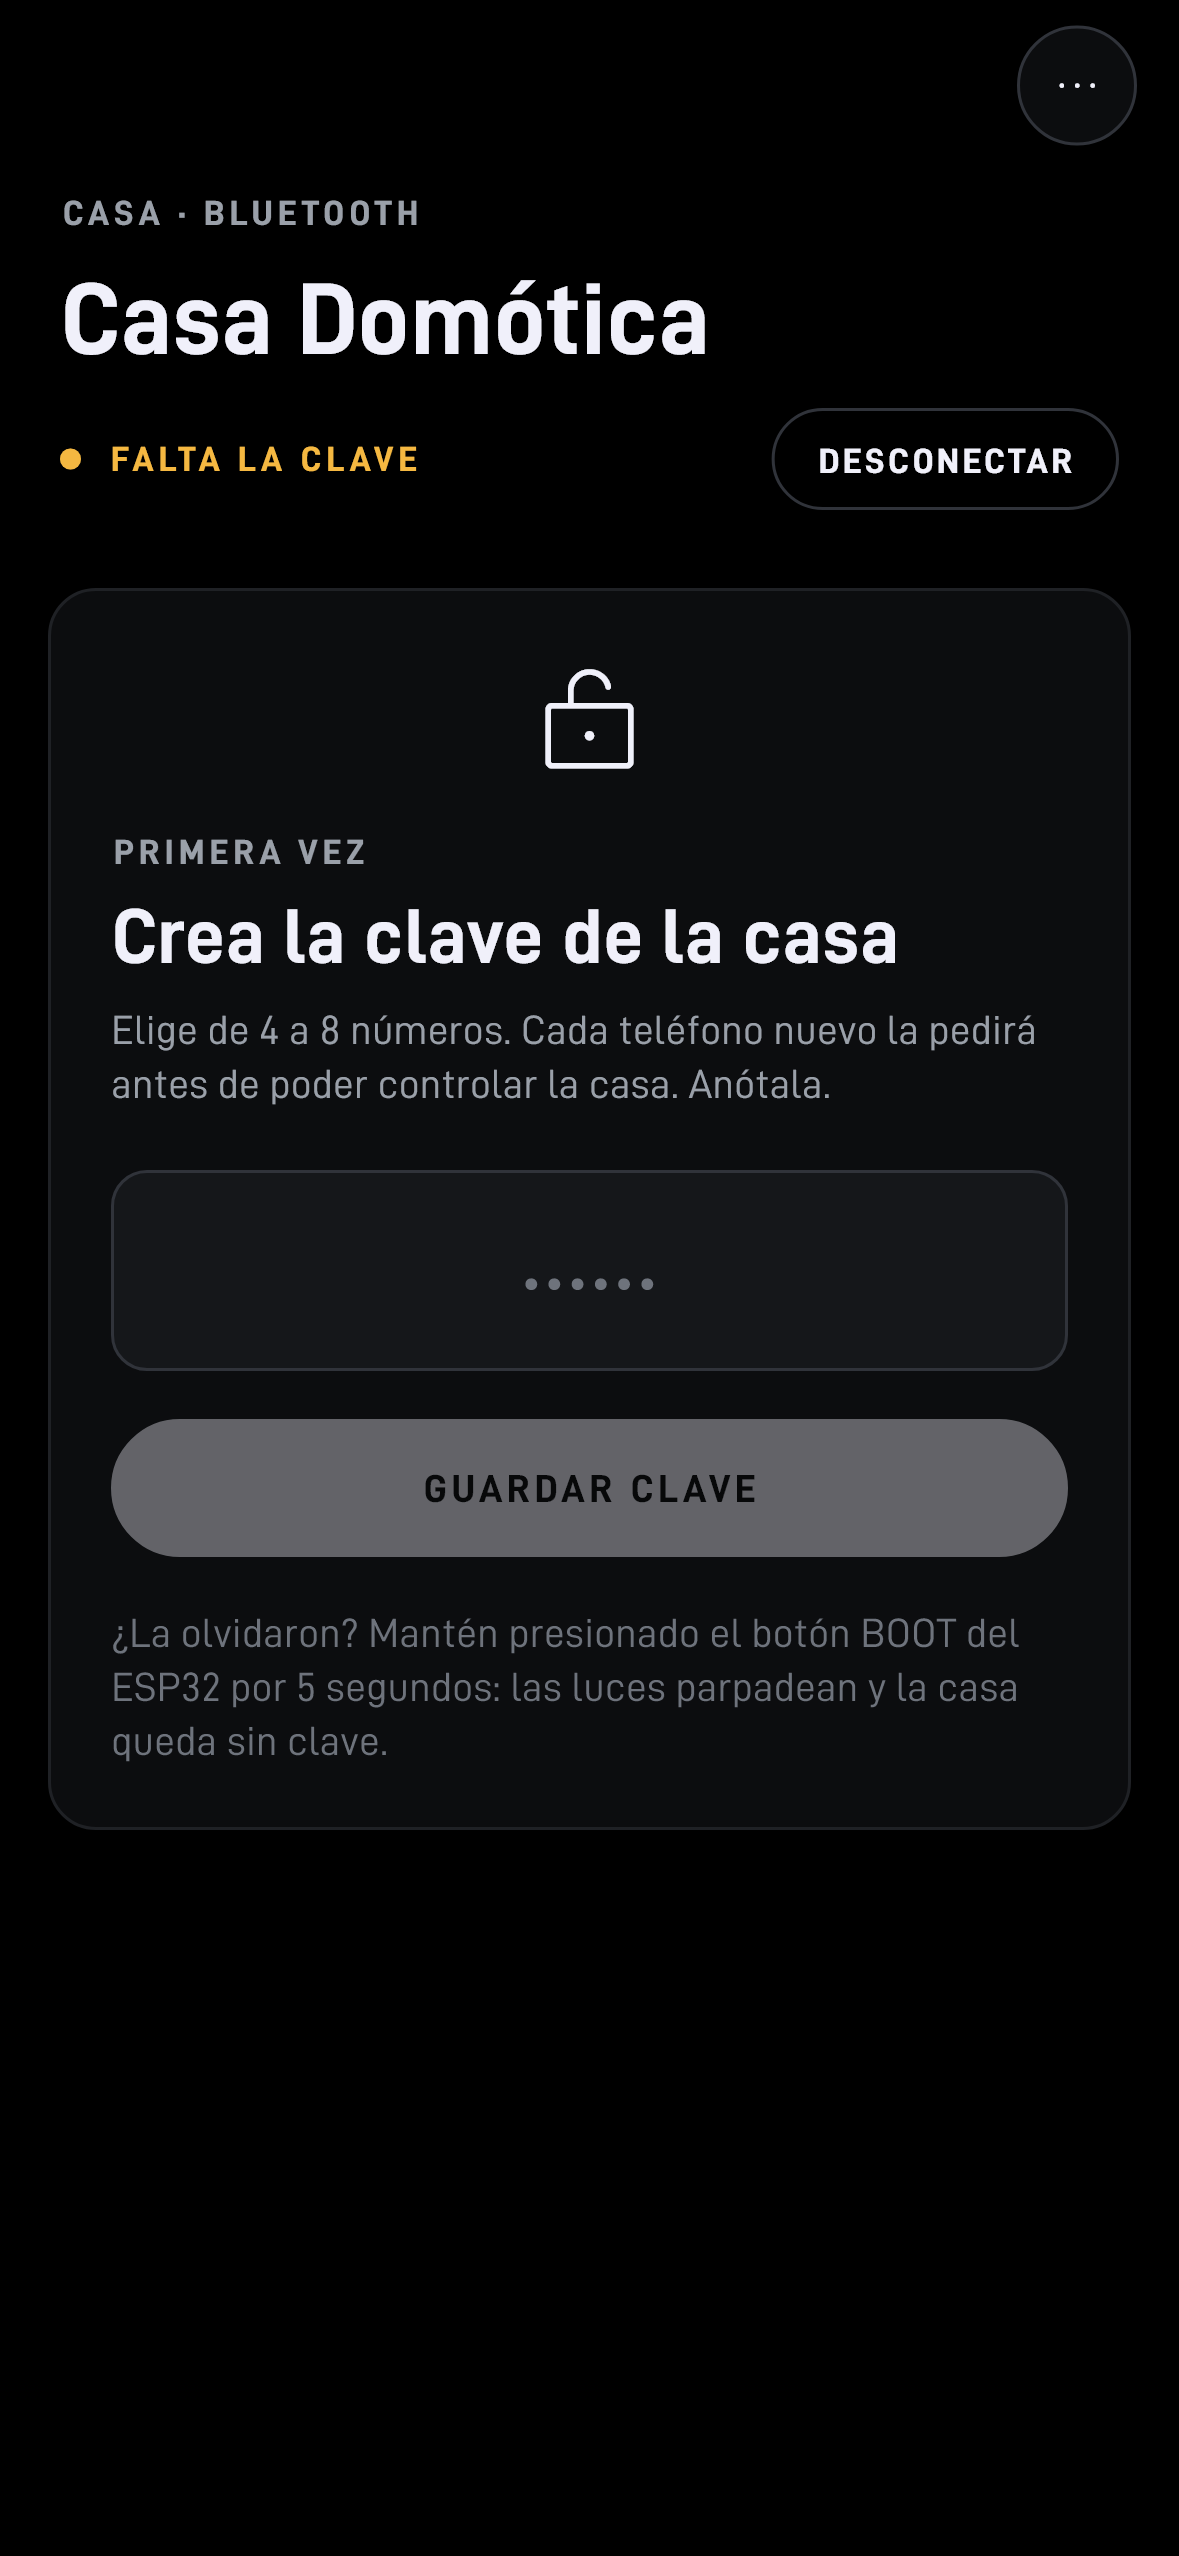 CASA · BLUETOOTH
Casa Domótica
FALTA LA CLAVE
DESCONECTAR
PRIMERA VEZ
Crea la clave de la casa
Elige de 4 a 8 números. Cada teléfono nuevo la pedirá
antes de poder controlar la casa. Anótala.
GUARDAR CLAVE
¿La olvidaron? Mantén presionado el botón BOOT del
ESP32 por 5 segundos: las luces parpadean y la casa
queda sin clave.